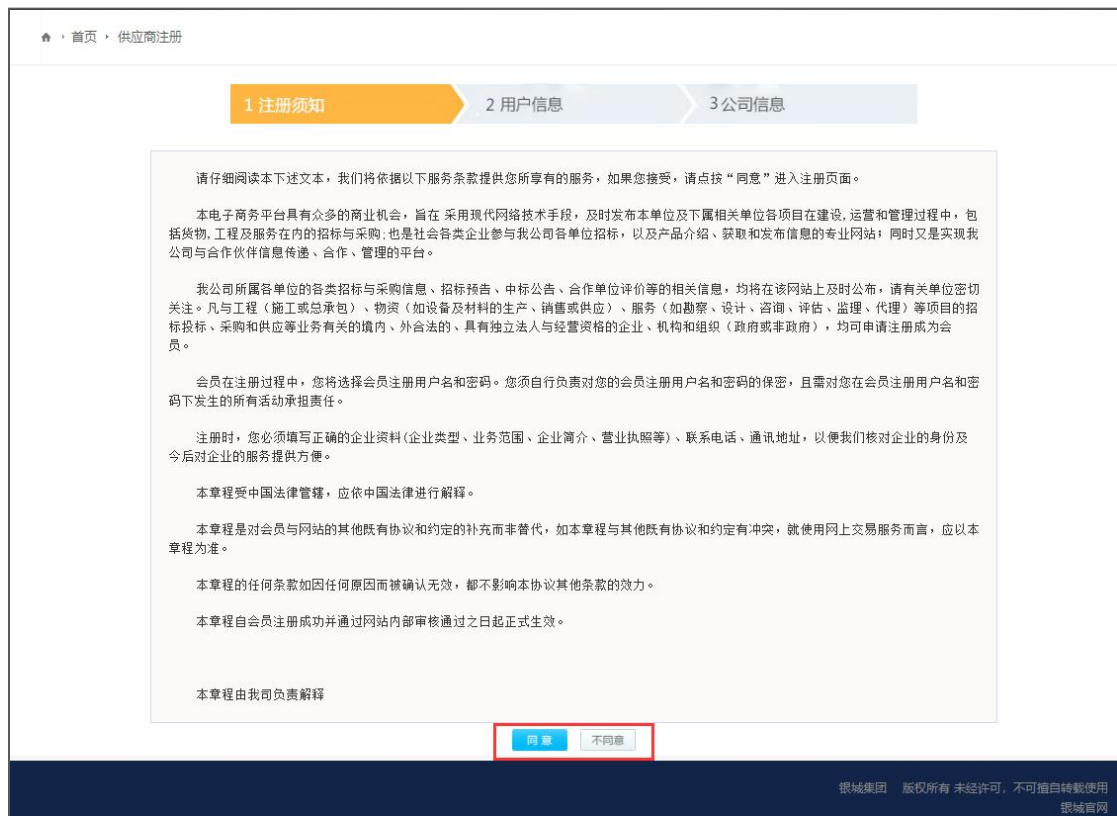 首页 供应商注册
1 注册须知
2 用户信息
3 公司信息
请仔细阅读本下述文本，我们将依据以下服务条款提供您所享有的服务，如果您接受，请点按“同意”进入注册页面。
本电子商务平台具有众多的商业机会，旨在 采用现代网络技术手段，及时发布本单位及下属相关单位各项目在建设,运营和管理过程中，包
括货物,工程及服务在内的招标与采购;也是社会各类企业参与我公司各单位招标，以及产品介绍、获取和发布信息的专业网站；同时又是实现我
公司与合作伙伴信息传递、合作、管理的平台。
我公司所属各单位的各类招标与采购信息、招标预告、中标公告、合作单位评价等的相关信息，均将在该网站上及时公布，请有关单位密切
关注。凡与工程（施工或总承包）、物资（如设备及材料的生产、销售或供应）、服务（如勘察、设计、咨询、评估、监理、代理）等项目的招
标投标、采购和供应等业务有关的境内、外合法的、具有独立法人与经营资格的企业、机构和组织（政府或非政府），均可申请注册成为会
员。
会员在注册过程中，您将选择会员注册用户名和密码。您须自行负责对您的会员注册用户名和密码的保密，且需对您在会员注册用户名和密
码下发生的所有活动承担责任。
注册时，您必须填写正确的企业资料(企业类型、业务范围、企业简介、营业执照等)、联系电话、通讯地址，以便我们核对企业的身份及
今后对企业的服务提供方便。
本章程受中国法律管辖，应依中国法律进行解释。
本章程是对会员与网站的其他既有协议和约定的补充而非替代，如本章程与其他既有协议和约定有冲突，就使用网上交易服务而言，应以本
章程为准。
本章程的任何条款如因任何原因而被确认无效，都不影响本协议其他条款的效力。
本章程自会员注册成功并通过网站内部审核通过之日起正式生效。
本章程由我司负责解释
同意 不同意
银城集团 版权所有 未经许可，不可擅自转载使用
银城官网